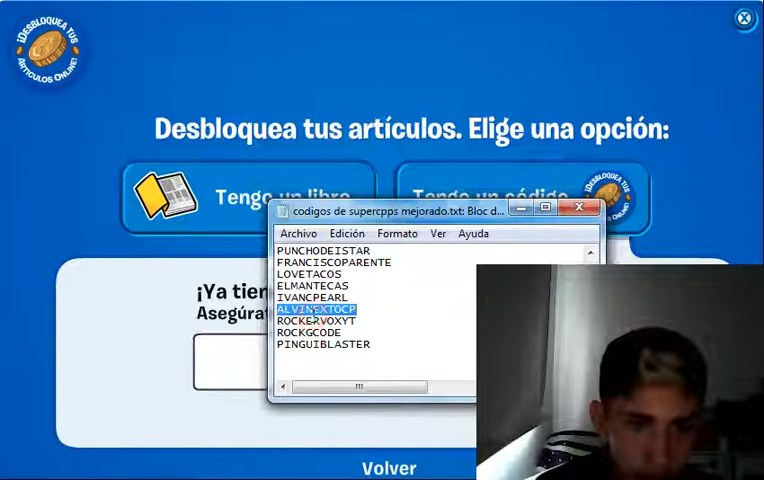 ¡DESBLOQUEA TUS
ARTÍCULOS ONLINE!
Desbloquea tus artículos. Elige una opción:
Tengo un libro
Tengo un código
¡DESBLOQUEA TUS
ARTÍCULOS ONLINE!
codigos de supercpps mejorado.txt: Bloc d...
Archivo Edición Formato Ver Ayuda
PUNCHODEISTAR
FRANCISCOPARENTE
LOVETACOS
ELMANTECAS
IVANCPEARL
ALVINEXTOCP
ROCKERVOXYT
ROCKGCODE
PINGUIBLASTER
¡Ya tien
Asegúrat
Volver